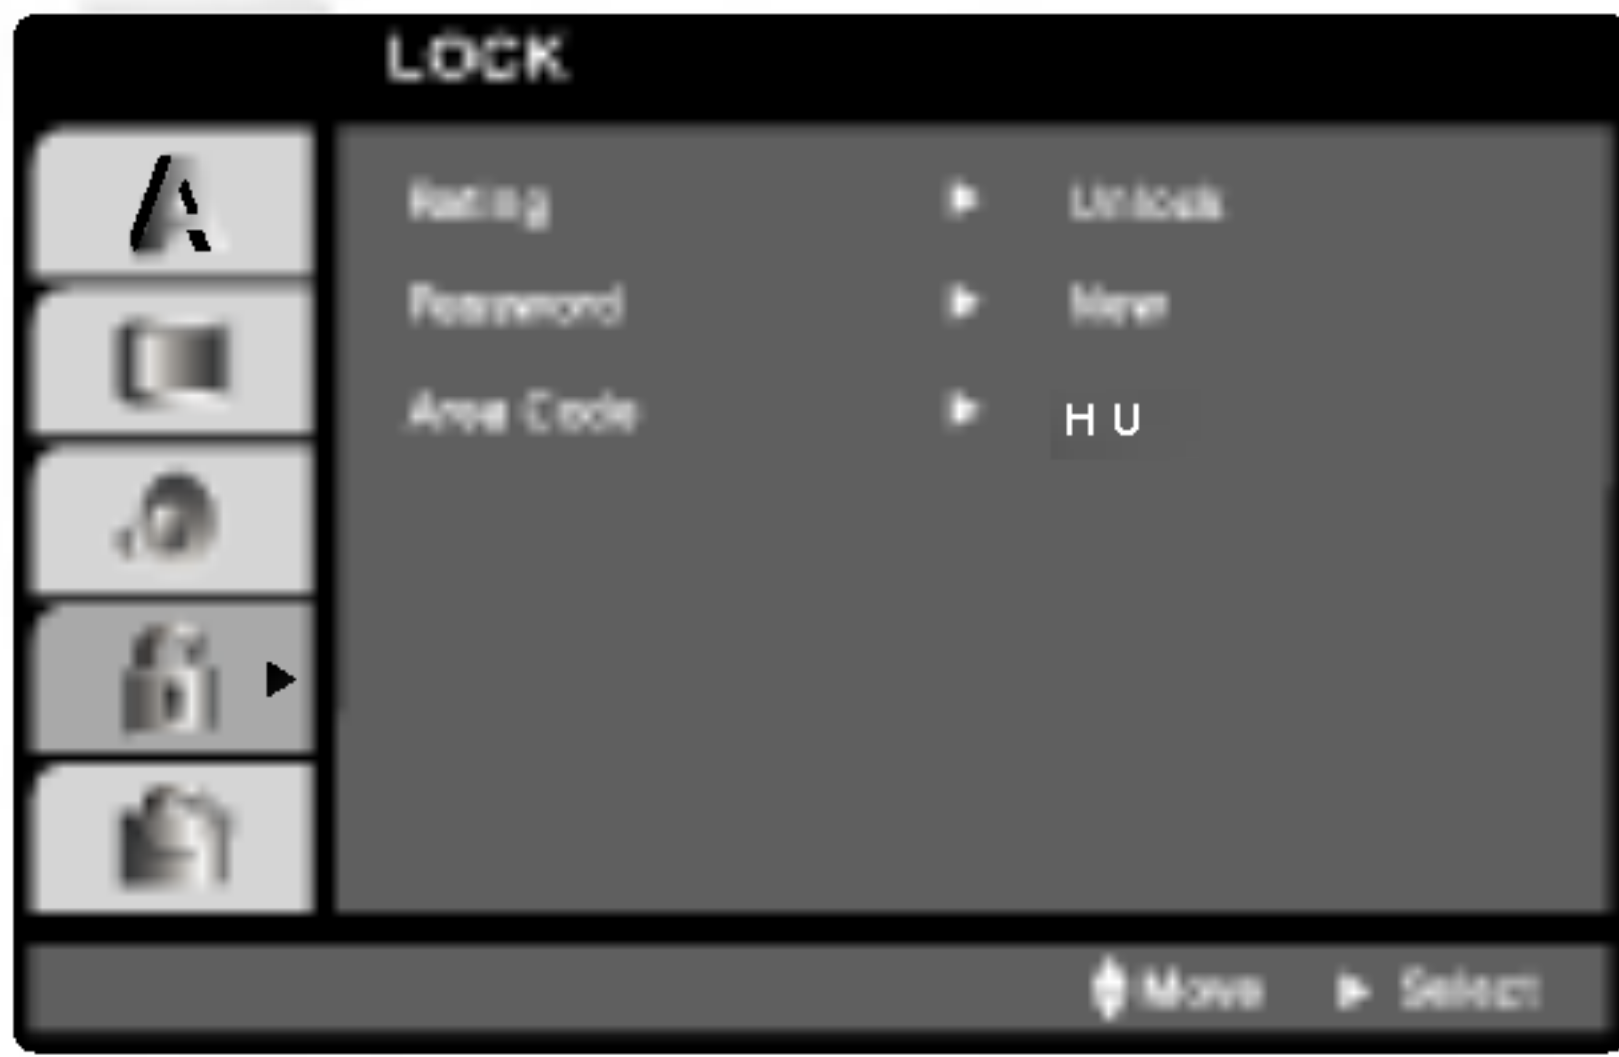 LOCK
Rating ► Unlock
Password ► New
Area Code ► H U
Move ► Select